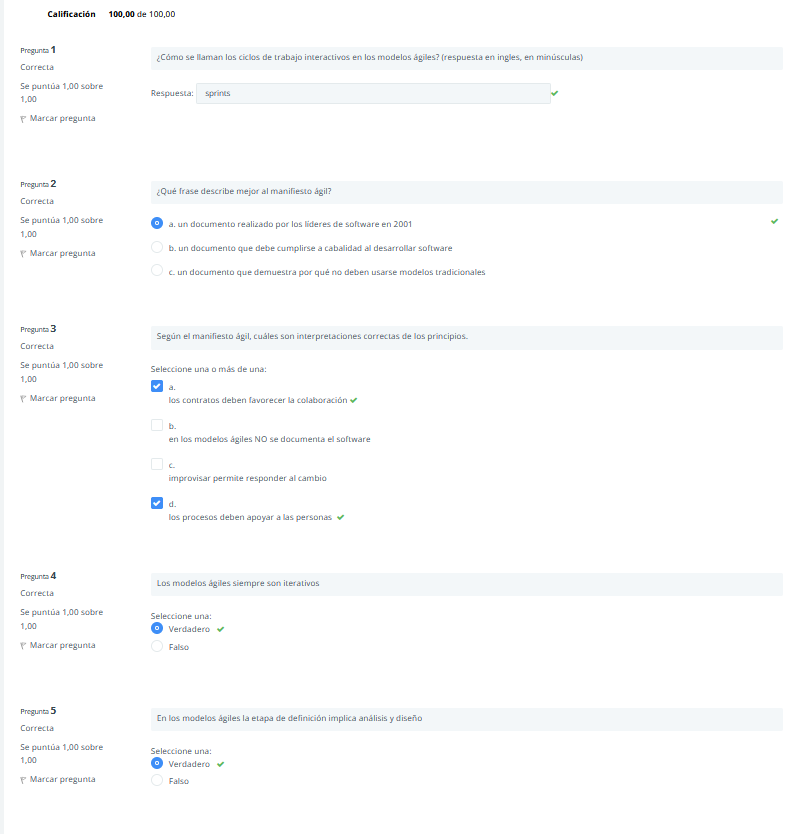 Calificación 100,00 de 100,00
Pregunta 1
Correcta
Se puntúa 1,00 sobre
1,00
Marcar pregunta
¿Cómo se llaman los ciclos de trabajo interactivos en los modelos ágiles? (respuesta en ingles, en minúsculas)
Respuesta: sprints
Pregunta 2
Correcta
Se puntúa 1,00 sobre
1,00
Marcar pregunta
¿Qué frase describe mejor al manifiesto ágil?
a. un documento realizado por los líderes de software en 2001
b. un documento que debe cumplirse a cabalidad al desarrollar software
c. un documento que demuestra por qué no deben usarse modelos tradicionales
Pregunta 3
Correcta
Se puntúa 1,00 sobre
1,00
Marcar pregunta
Según el manifiesto ágil, cuáles son interpretaciones correctas de los principios.
Seleccione una o más de una:
a.
los contratos deben favorecer la colaboración
b.
en los modelos ágiles NO se documenta el software
c.
improvisar permite responder al cambio
d.
los procesos deben apoyar a las personas
Pregunta 4
Correcta
Se puntúa 1,00 sobre
1,00
Marcar pregunta
Los modelos ágiles siempre son iterativos
Seleccione una:
Verdadero
Falso
Pregunta 5
Correcta
Se puntúa 1,00 sobre
1,00
Marcar pregunta
En los modelos ágiles la etapa de definición implica análisis y diseño
Seleccione una:
Verdadero
Falso